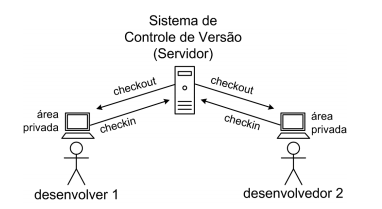 Sistema de
Controle de Versão
(Servidor)
checkout
checkout
área
privada
checkin
checkin
área
privada
desenvolver 1
desenvolvedor 2